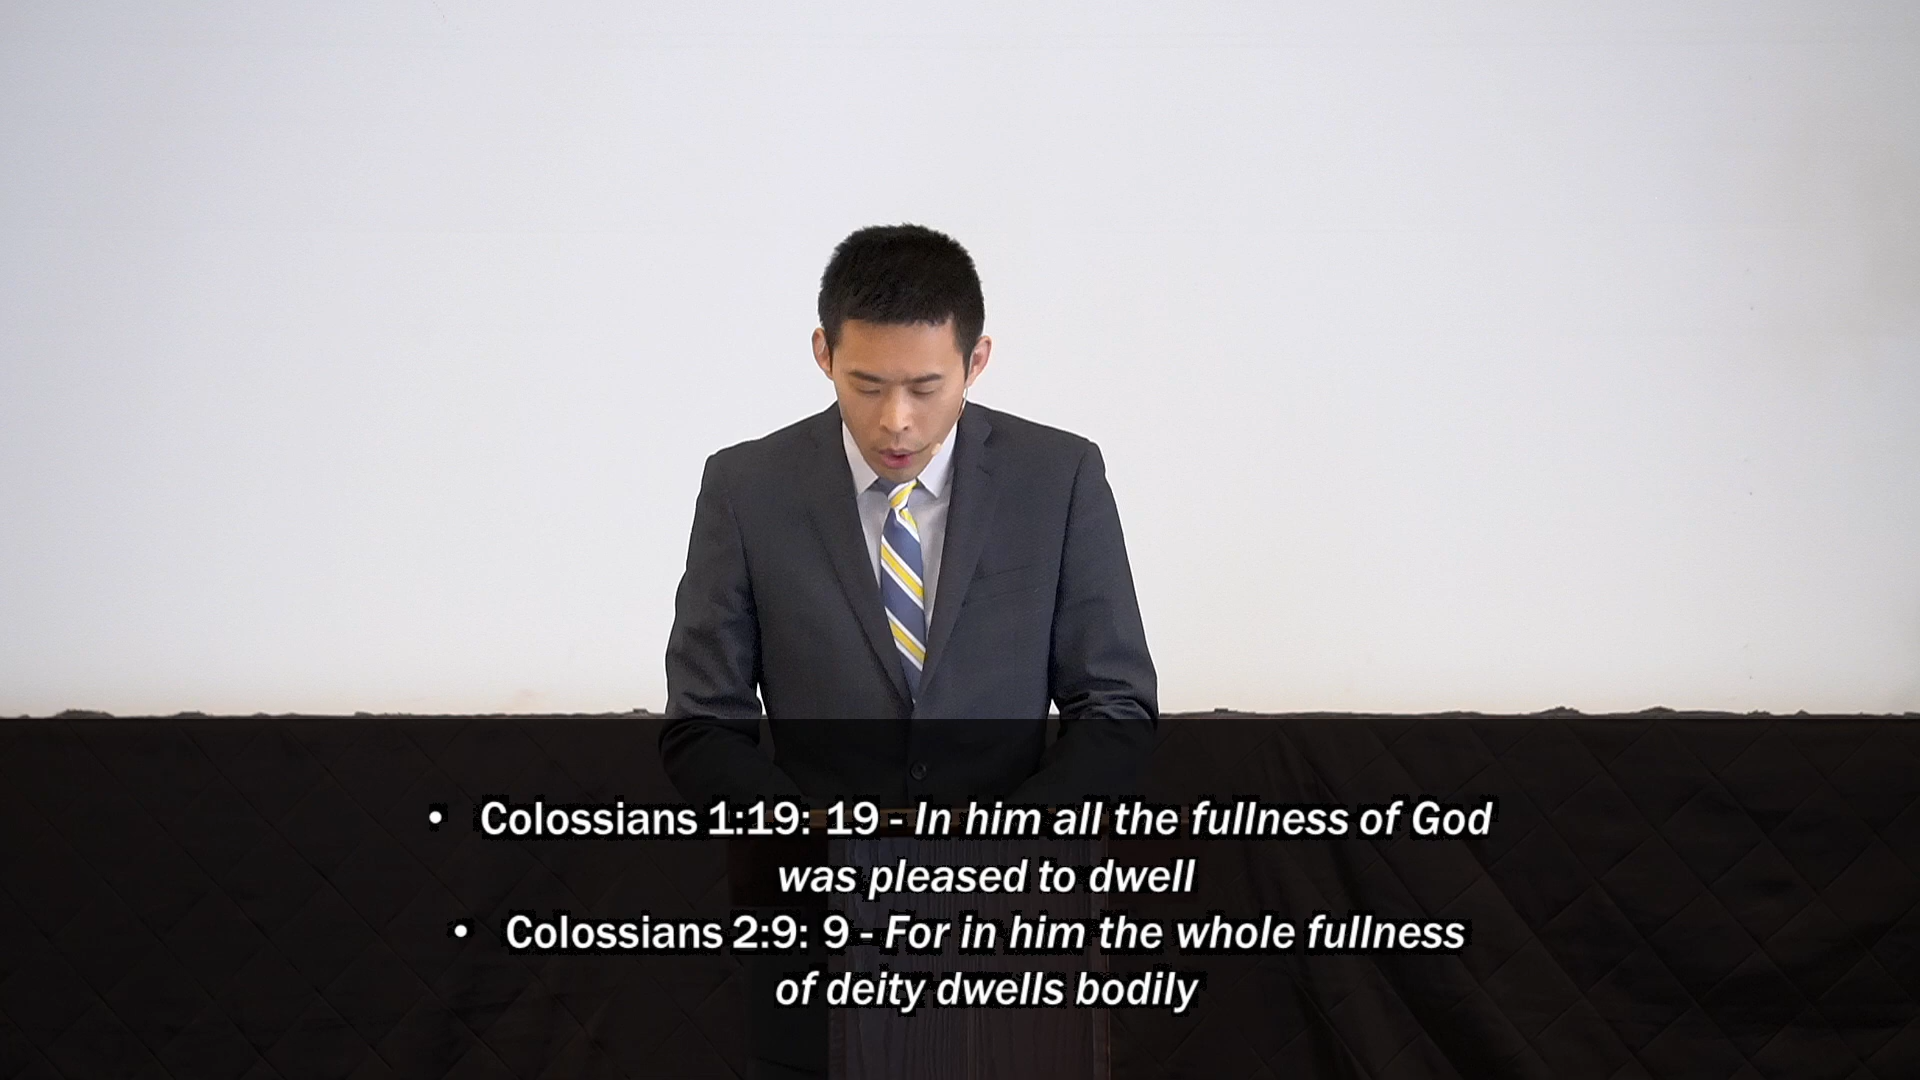 • Colossians 1:19: 19 - In him all the fullness of God
was pleased to dwell
• Colossians 2:9: 9 - For in him the whole fullness
of deity dwells bodily